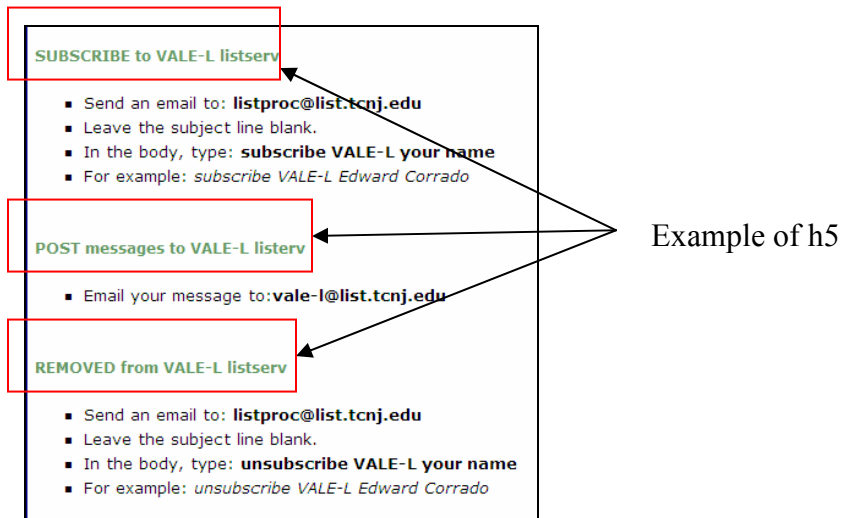 SUBSCRIBE to VALE-L listserv
▪ Send an email to: listproc@list.tcnj.edu
▪ Leave the subject line blank.
▪ In the body, type: subscribe VALE-L your name
▪ For example: subscribe VALE-L Edward Corrado
POST messages to VALE-L listerv
▪ Email your message to:vale-l@list.tcnj.edu
REMOVED from VALE-L listserv
▪ Send an email to: listproc@list.tcnj.edu
▪ Leave the subject line blank.
▪ In the body, type: unsubscribe VALE-L your name
▪ For example: unsubscribe VALE-L Edward Corrado
Example of h5